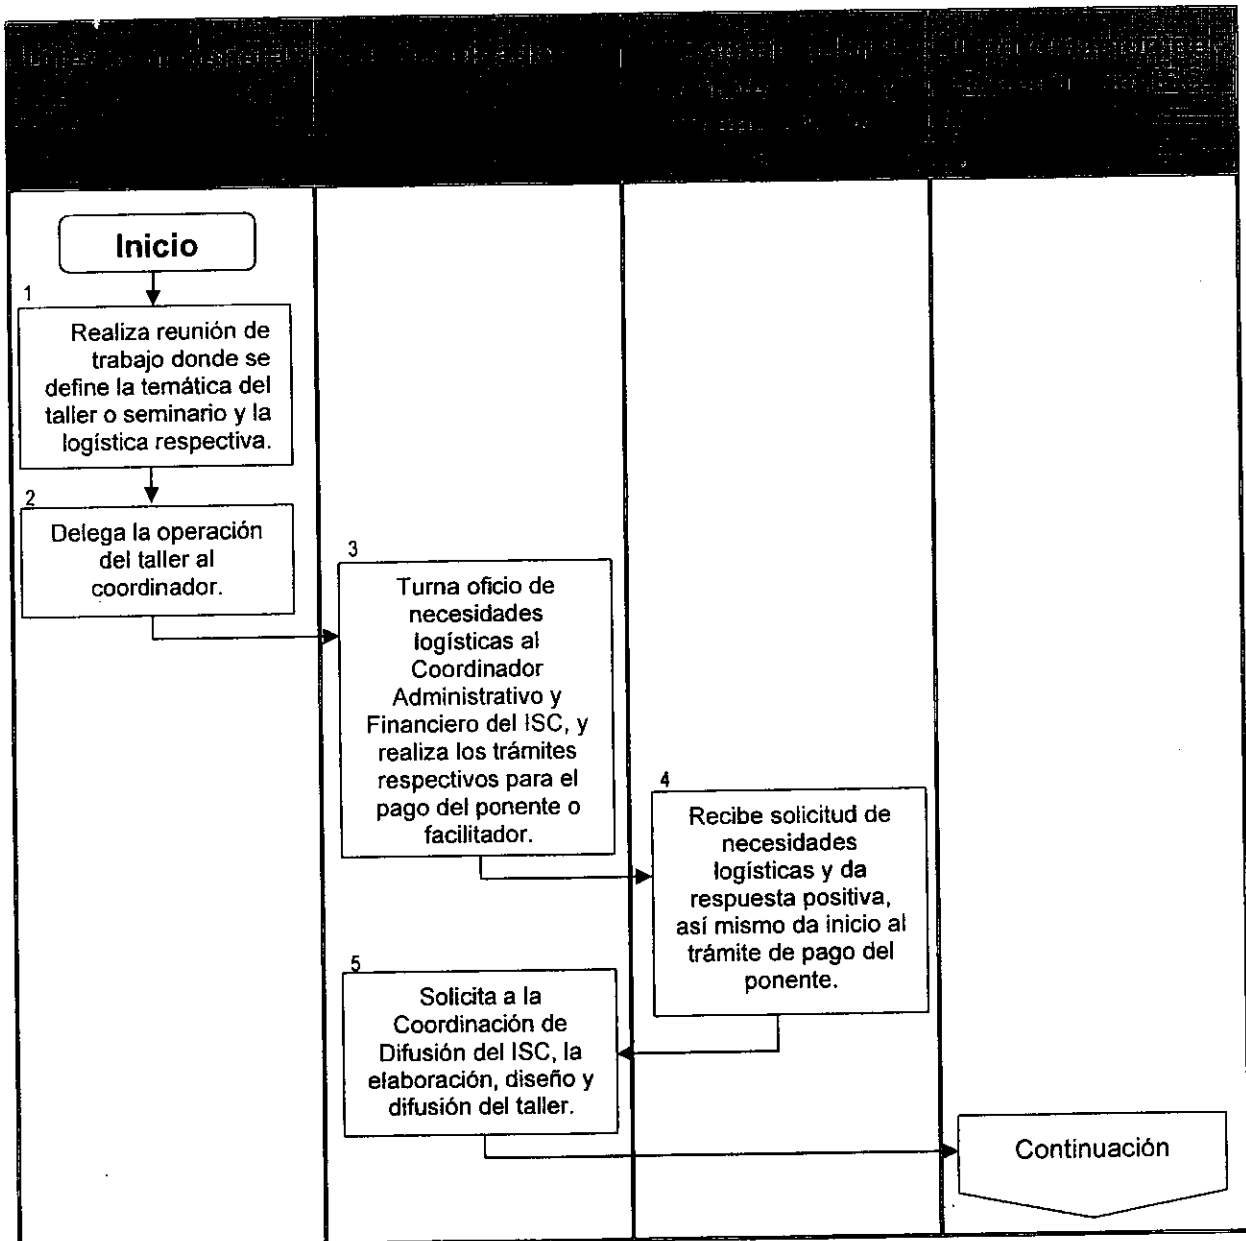 Inicio
1
Realiza reunión de
trabajo donde se
define la temática del
taller o seminario y la
logística respectiva.
2
Delega la operación
del taller al
coordinador.
3
Turna oficio de
necesidades
logísticas al
Coordinador
Administrativo y
Financiero del ISC, y
realiza los trámites
respectivos para el
pago del ponente o
facilitador.
4
Recibe solicitud de
necesidades
logísticas y da
respuesta positiva,
así mismo da inicio al
trámite de pago del
ponente.
5
Solicita a la
Coordinación de
Difusión del ISC, la
elaboración, diseño y
difusión del taller.
Continuación